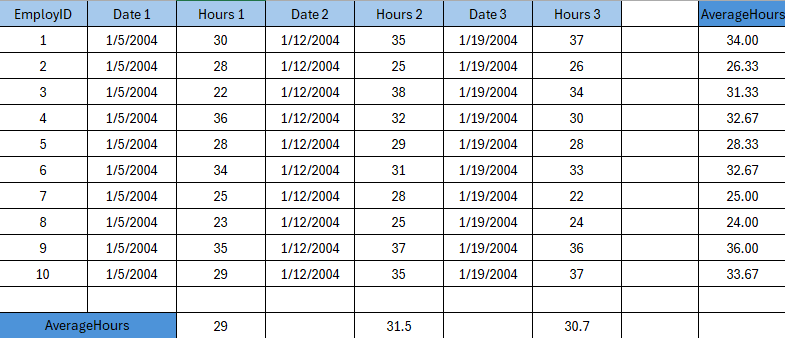 EmployID Date 1 Hours 1 Date 2 Hours 2 Date 3 Hours 3 AverageHours
1 1/5/2004 30 1/12/2004 35 1/19/2004 37 34.00
2 1/5/2004 28 1/12/2004 25 1/19/2004 26 26.33
3 1/5/2004 22 1/12/2004 38 1/19/2004 34 31.33
4 1/5/2004 36 1/12/2004 32 1/19/2004 30 32.67
5 1/5/2004 28 1/12/2004 29 1/19/2004 28 28.33
6 1/5/2004 34 1/12/2004 31 1/19/2004 33 32.67
7 1/5/2004 25 1/12/2004 28 1/19/2004 22 25.00
8 1/5/2004 23 1/12/2004 25 1/19/2004 24 24.00
9 1/5/2004 35 1/12/2004 37 1/19/2004 36 36.00
10 1/5/2004 29 1/12/2004 35 1/19/2004 37 33.67
AverageHours 29 31.5 30.7